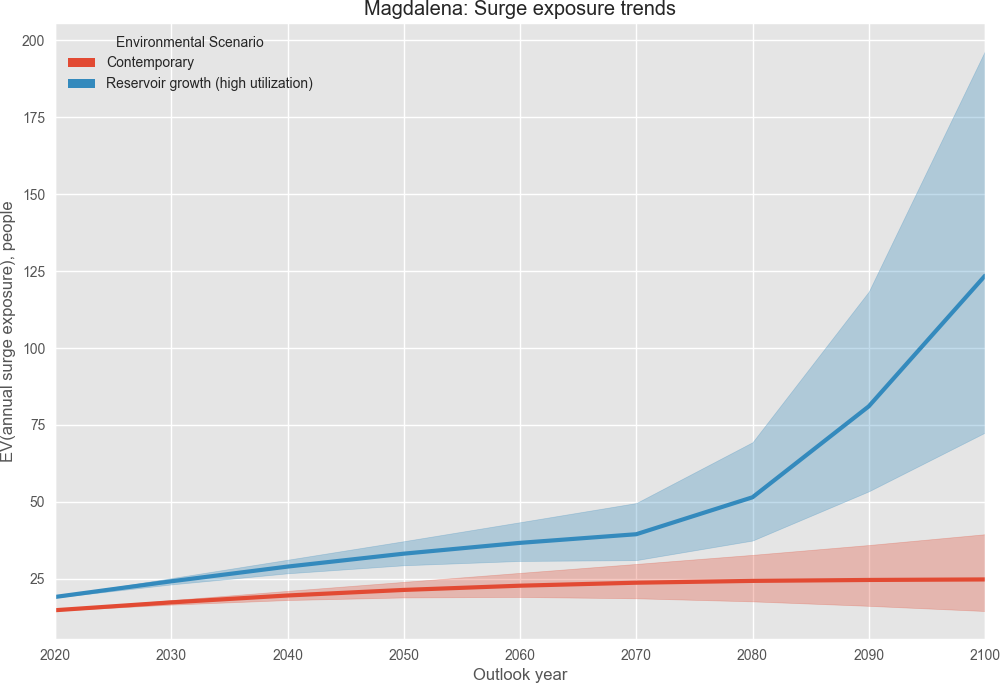 Magdalena: Surge exposure trends
Environmental Scenario
Contemporary
Reservoir growth (high utilization)
EV(annual surge exposure), people
200
175
150
125
100
75
50
25
2020 2030 2040 2050 2060 2070 2080 2090 2100
Outlook year